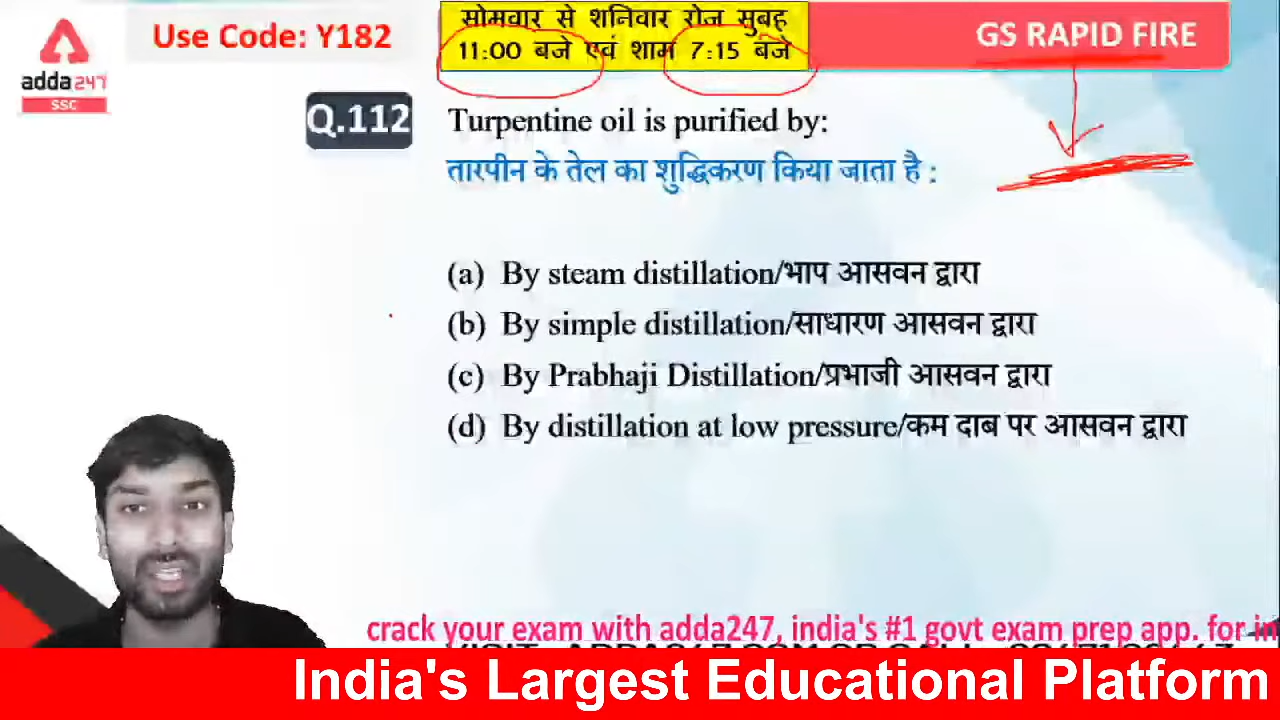 adda247
SSC
Use Code: Y182
सोमवार से शनिवार रोज सुबह
11:00 बजे एवं शाम 7:15 बजे
GS RAPID FIRE
Q.112 Turpentine oil is purified by:
तारपीन के तेल का शुद्धिकरण किया जाता है :
(a) By steam distillation/भाप आसवन द्वारा
(b) By simple distillation/साधारण आसवन द्वारा
(c) By Prabhaji Distillation/प्रभाजी आसवन द्वारा
(d) By distillation at low pressure/कम दाब पर आसवन द्वारा
crack your exam with adda247, india's #1 govt exam prep app. for
India's Largest Educational Platform